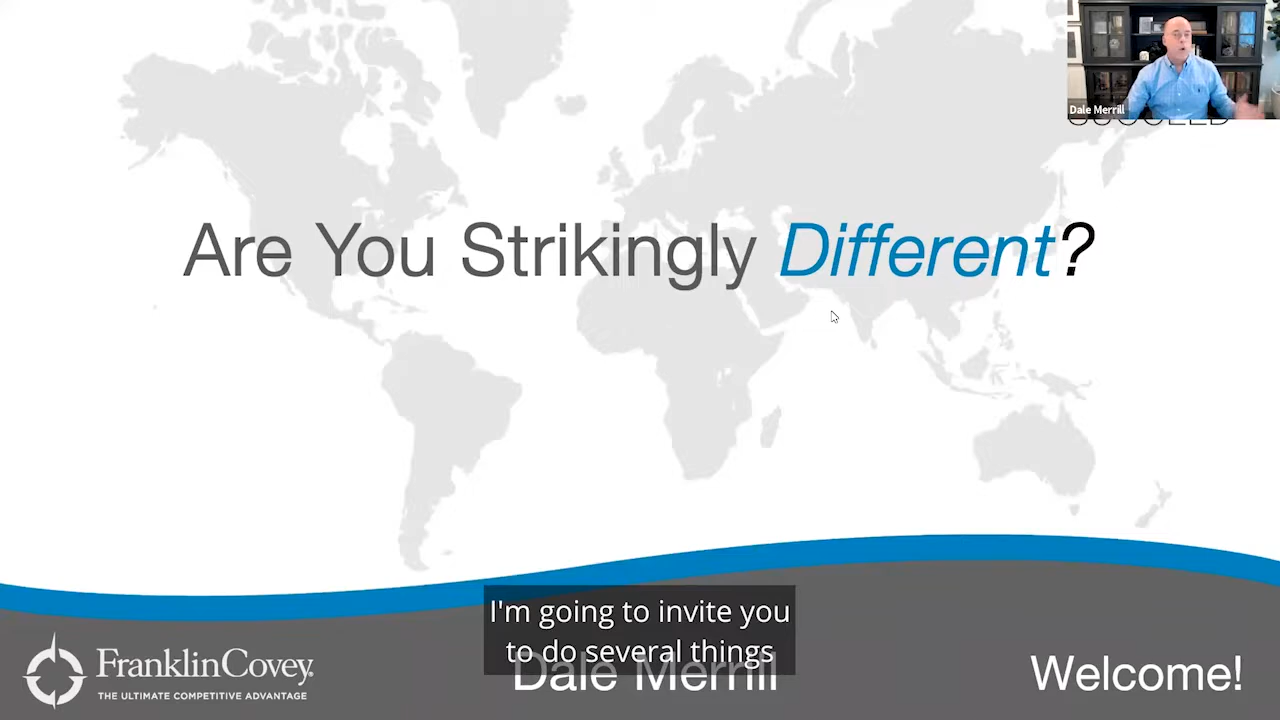 Dale Merrill
SUCCEED
Are You Strikingly Different?
I'm going to invite you
to do several things
FranklinCovey®
THE ULTIMATE COMPETITIVE ADVANTAGE
Dale Merrill
Welcome!